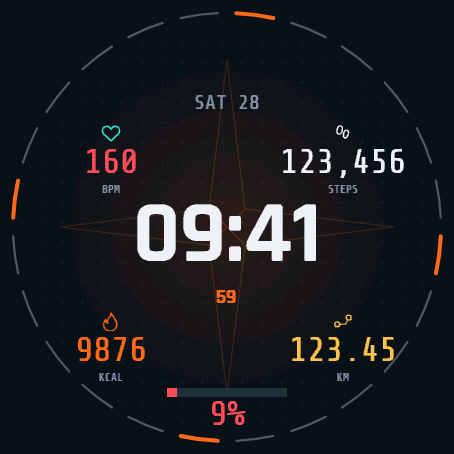 SAT 28
160
BPM
123,456
STEPS
09:41
59
9876
KCAL
123.45
KM
9%